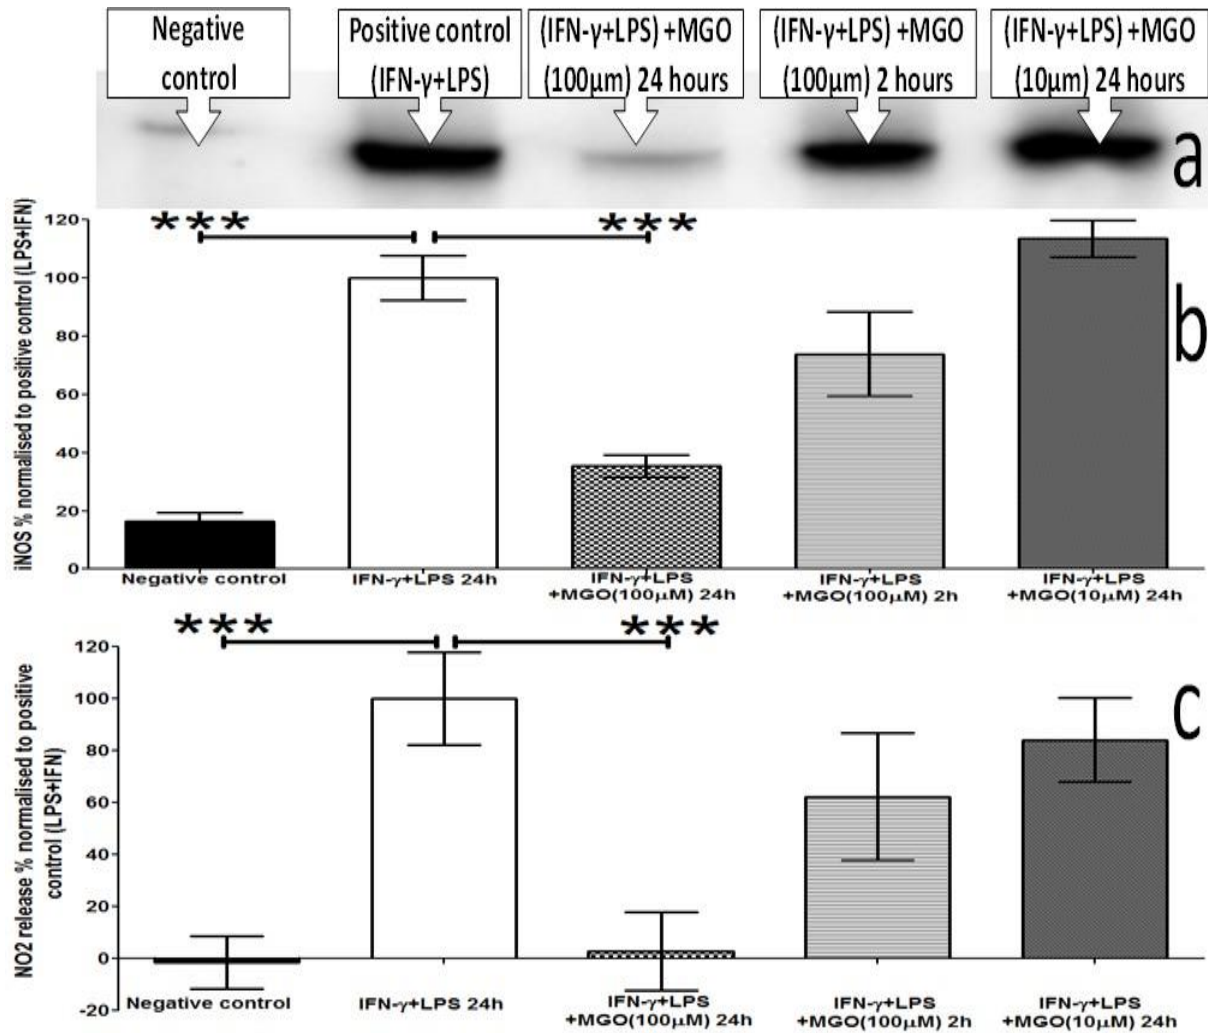 Negative
control
Positive control
(IFN-γ+LPS)
(IFN-γ+LPS) +MGO
(100μm) 24 hours
(IFN-γ+LPS) +MGO
(100μm) 2 hours
(IFN-γ+LPS) +MGO
(10μm) 24 hours
a
iNOS % normalised to positive control (LPS+IFN)
120
100
80
60
40
20
0
***
***
b
Negative control
IFN-γ+LPS 24h
IFN-γ+LPS
+MGO(100μM) 24h
IFN-γ+LPS
+MGO(100μM) 2h
IFN-γ+LPS
+MGO(10μM) 24h
NO2 release % normalised to positive
control (LPS+IFN)
120
100
80
60
40
20
0
-20
***
***
c
Negative control
IFN-γ+LPS 24h
IFN-γ+LPS
+MGO(100μM) 24h
IFN-γ+LPS
+MGO(100μM) 2h
IFN-γ+LPS
+MGO(10μM) 24h